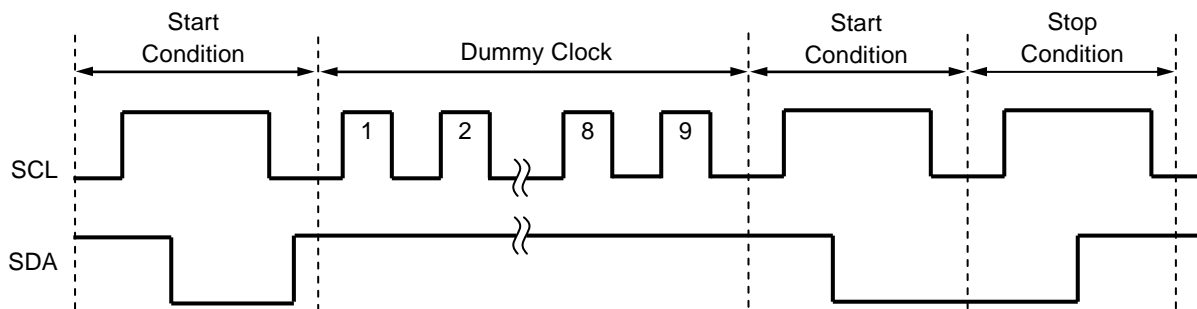 Start
Condition
Dummy Clock
Start
Condition
Stop
Condition
SCL
1
2
8
9
SDA